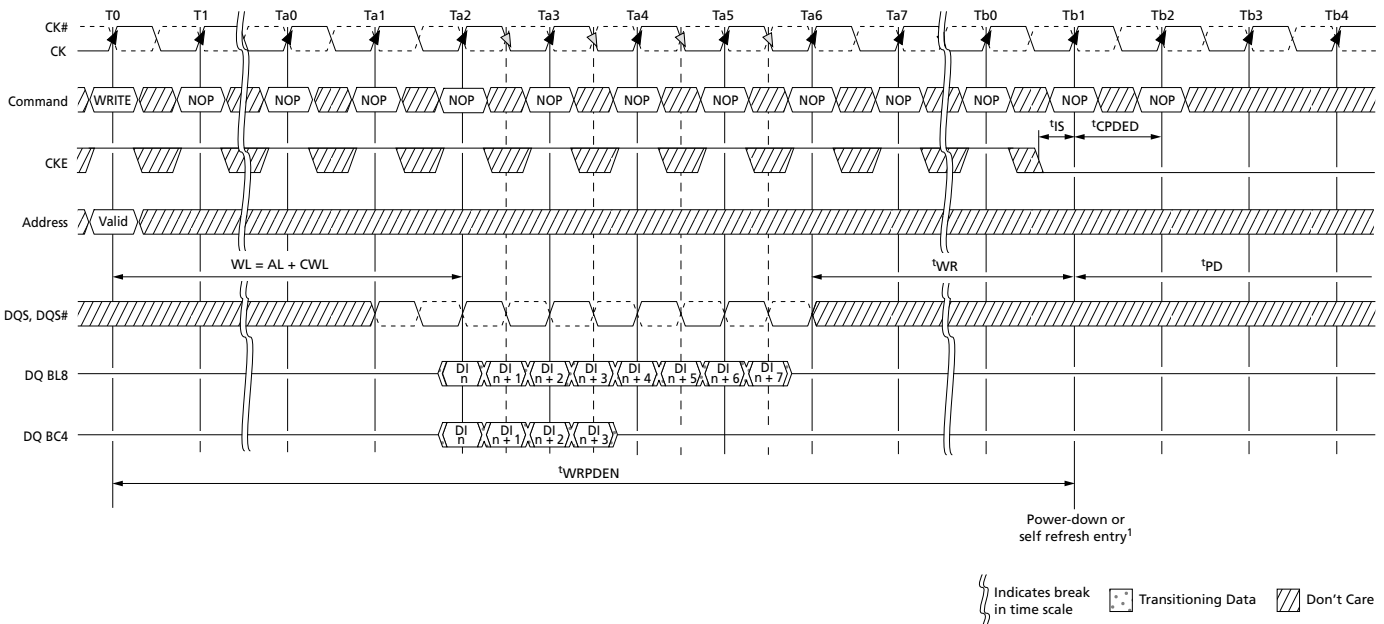 T0 T1 Ta0 Ta1 Ta2 Ta3 Ta4 Ta5 Ta6 Ta7 Tb0 Tb1 Tb2 Tb3 Tb4
CK#
CK
Command WRITE NOP NOP NOP NOP NOP NOP NOP NOP NOP NOP NOP NOP
tIS tCPDED
CKE
Address Valid
WL = AL + CWL tWR tPD
DQS, DQS#
DQ BL8 DI n DI n + 1 DI n + 2 DI n + 3 DI n + 4 DI n + 5 DI n + 6 DI n + 7
DQ BC4 DI n DI n + 1 DI n + 2 DI n + 3
tWRPDEN
Power-down or
self refresh entry1
Indicates break
in time scale
Transitioning Data
Don't Care